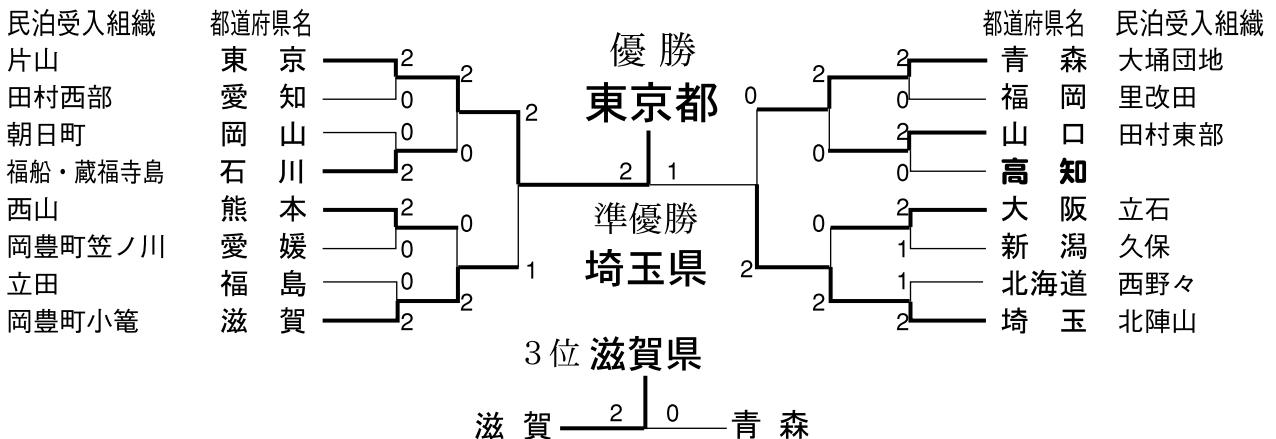 民泊受入組織 都道府県名 都道府県名 民泊受入組織
片山 東 京 2 2 優 勝 2 2 青 森 大埇団地
田村西部 愛 知 0 2 東京都 0 0 福 岡 里改田
朝日町 岡 山 0 0 0 2 山 口 田村東部
福船・蔵福寺島 石 川 2 2 1 0 高 知
西山 熊 本 2 0 準優勝 0 2 大 阪 立石
岡豊町笠ノ川 愛 媛 0 1 埼玉県 2 1 新 潟 久保
立田 福 島 0 2 2 1 北海道 西野々
岡豊町小篭 滋 賀 2 2 埼 玉 北陣山
3位 滋賀県
滋 賀 2 0 青 森